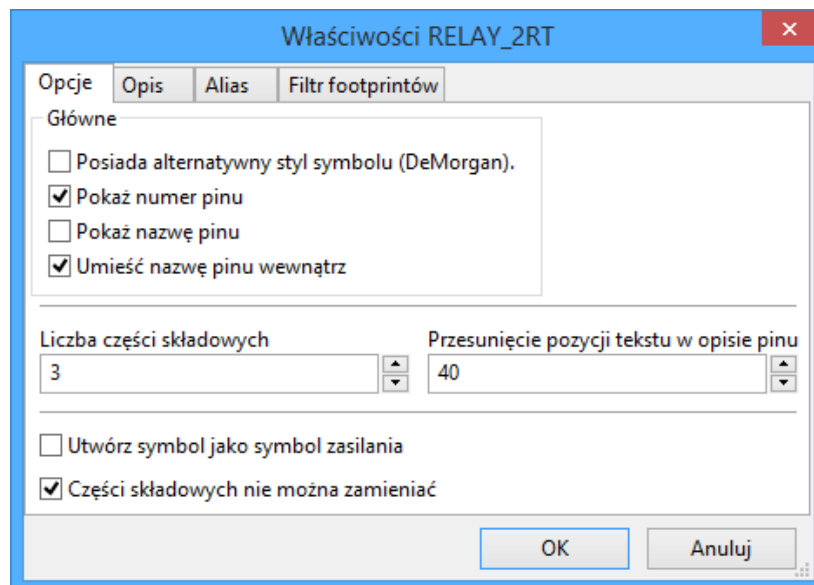 Właściwości RELAY_2RT
Opcje Opis Alias Filtr footprintów
Główne
Posiada alternatywny styl symbolu (DeMorgan).
Pokaż numer pinu
Pokaż nazwę pinu
Umieść nazwę pinu wewnątrz
Liczba części składowych Przesunięcie pozycji tekstu w opisie pinu
3 40
Utwórz symbol jako symbol zasilania
Części składowych nie można zamieniać
OK Anuluj